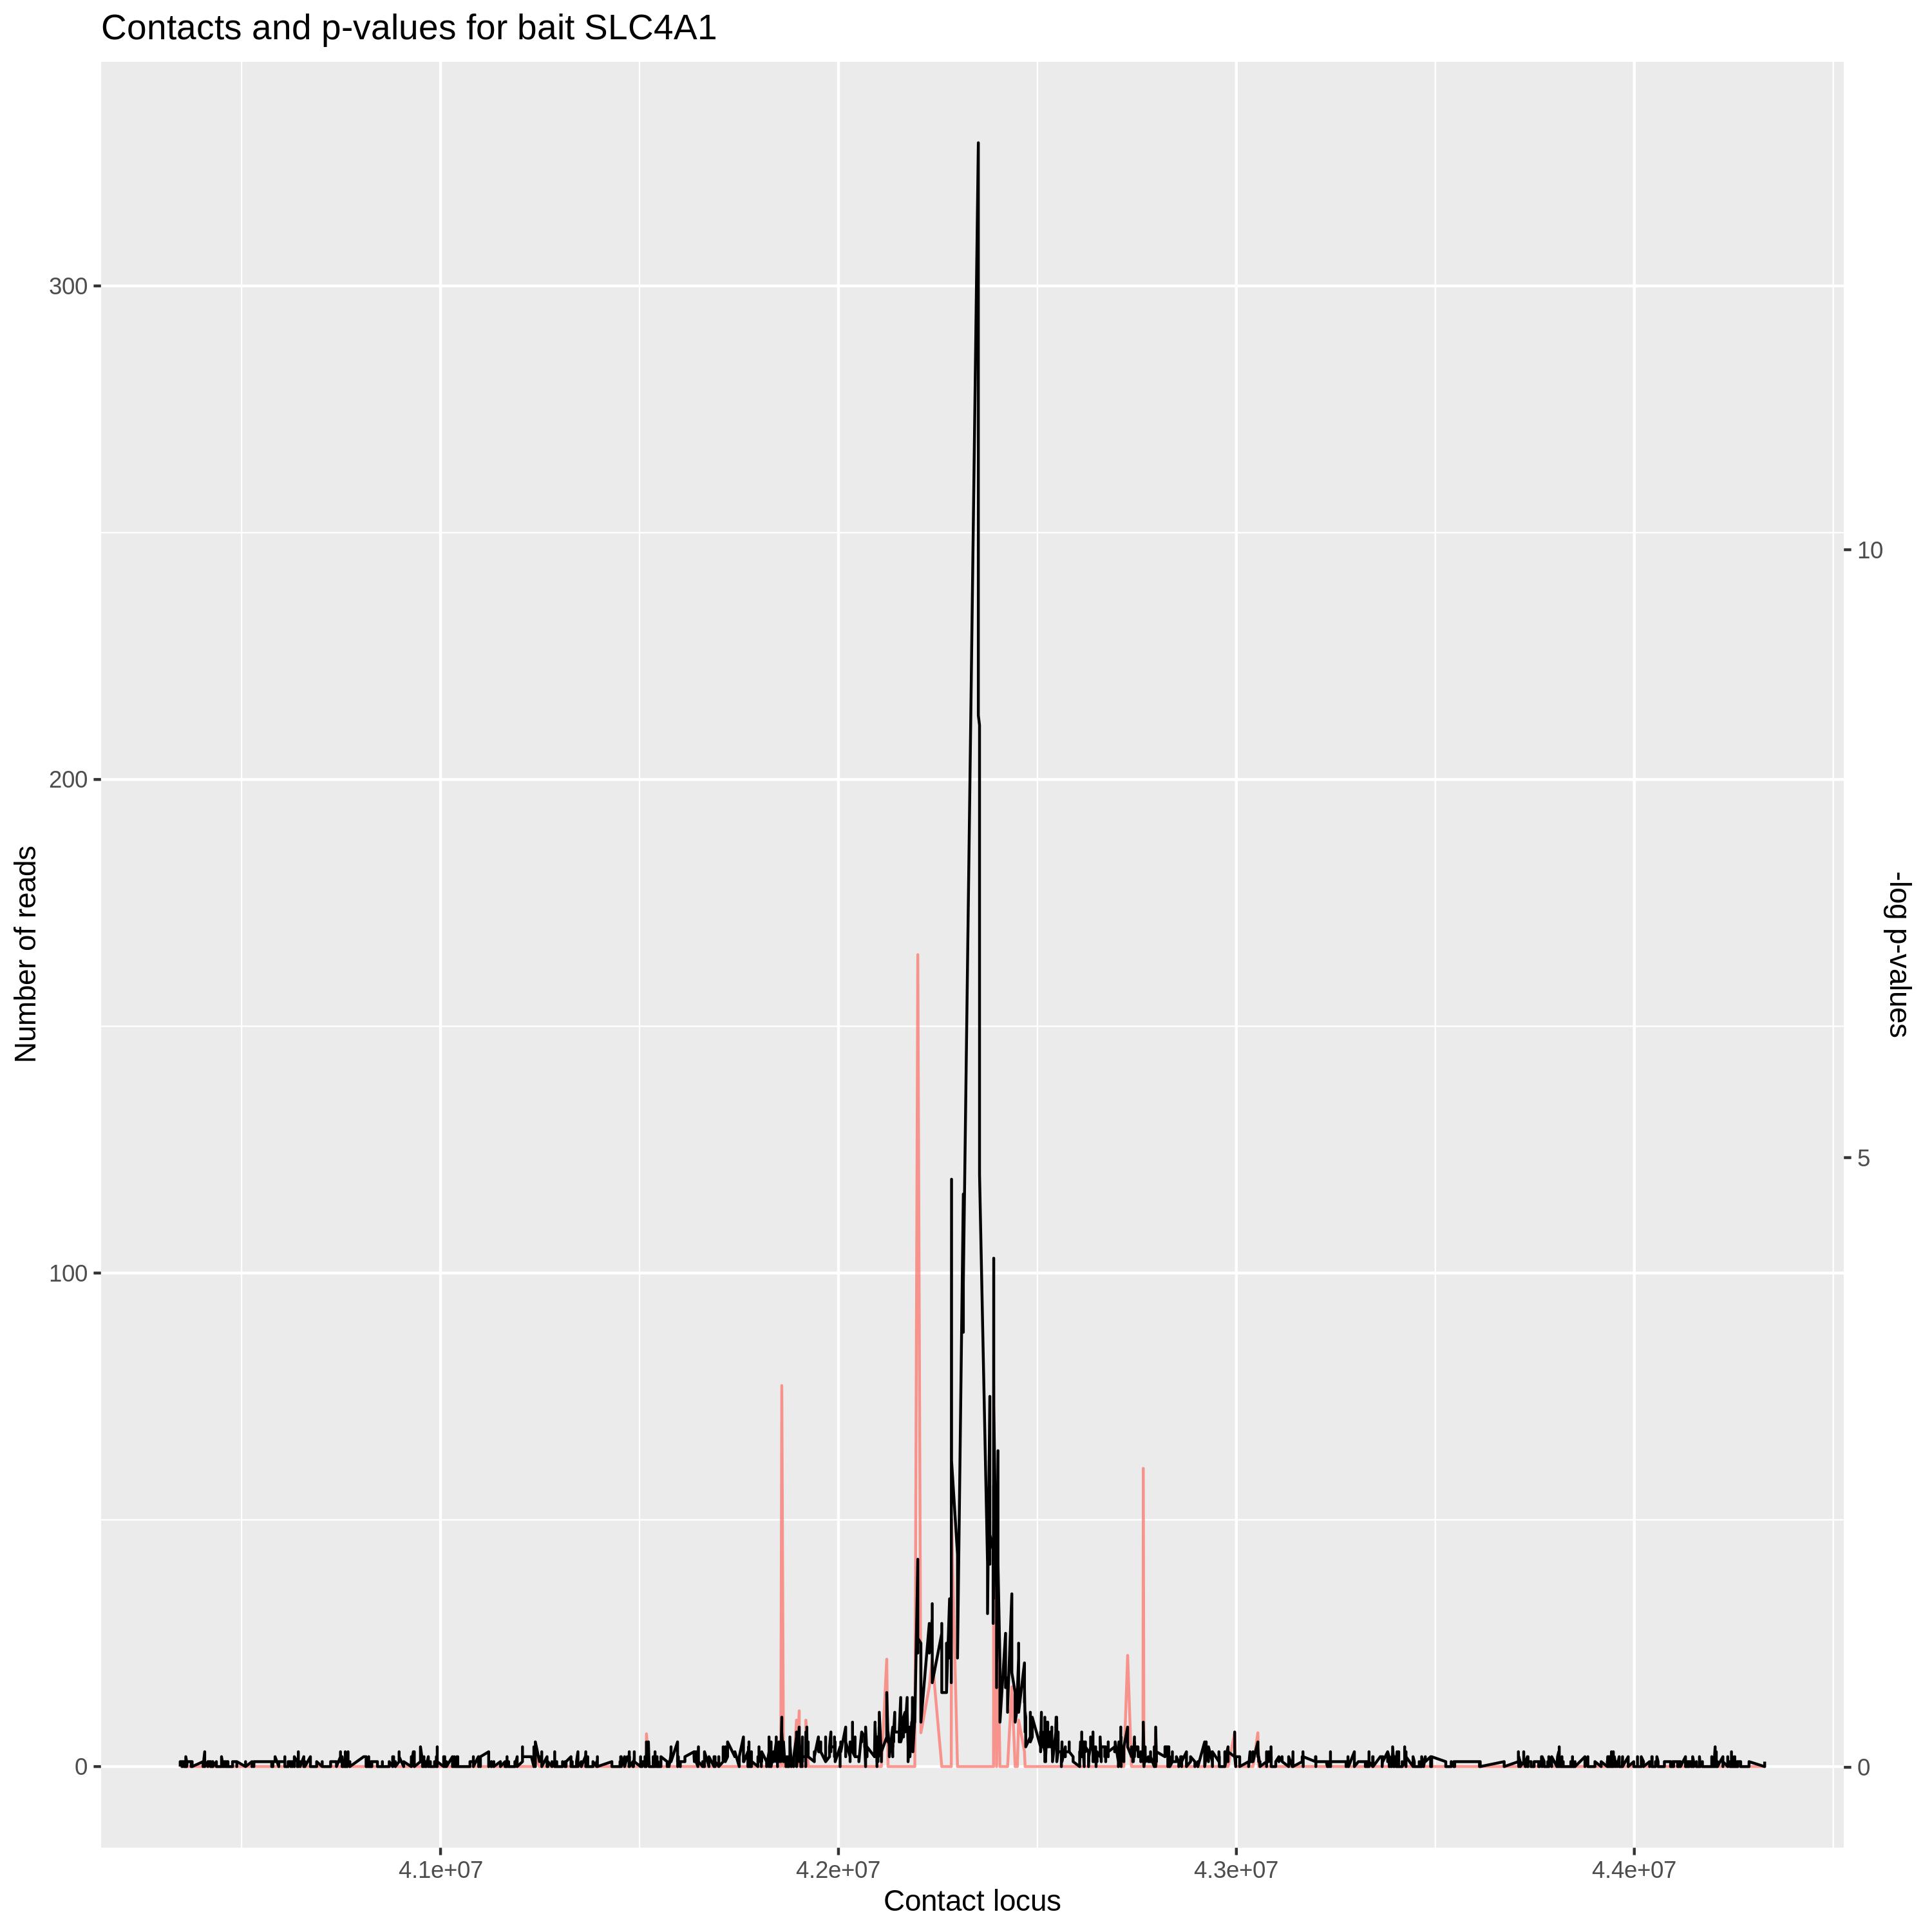 Contacts and p-values for bait SLC4A1
300
200
100
0
Number of reads
10
5
0
-log p-values
4.1e+07
4.2e+07
4.3e+07
4.4e+07
Contact locus